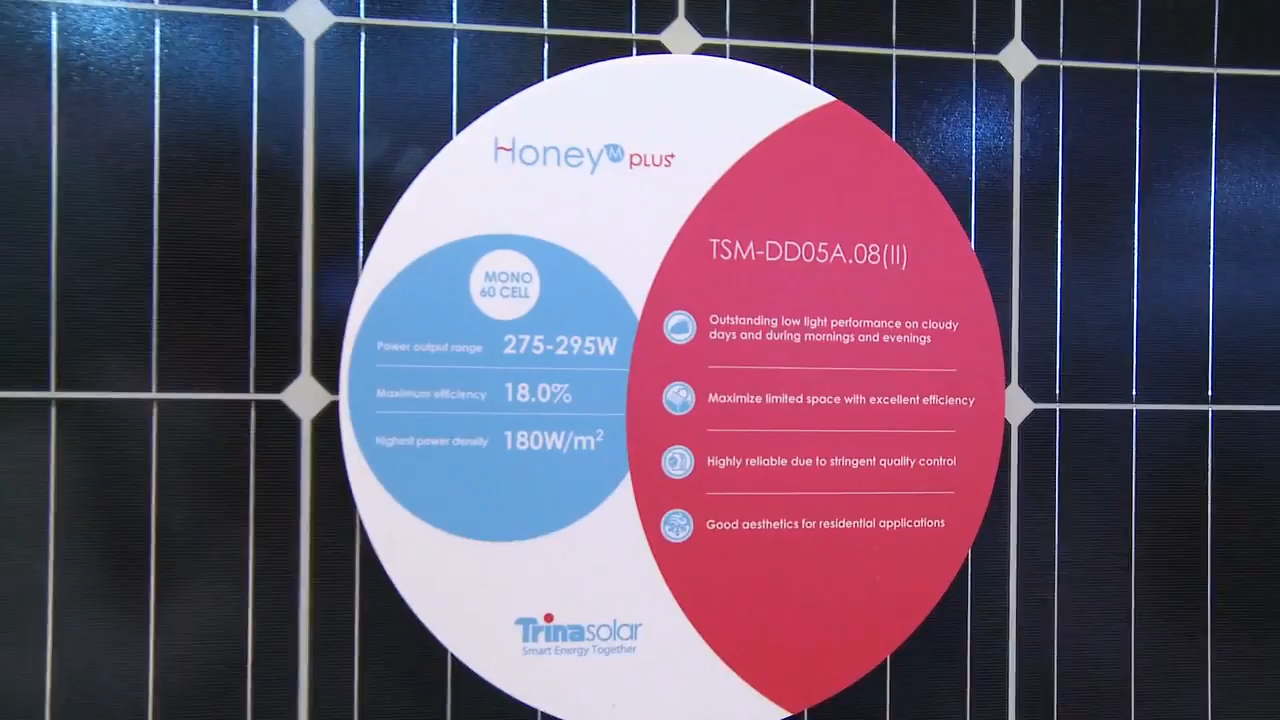 HoneyM PLUS+
MONO
60 CELL
Power output range 275-295W
Maximum efficiency 18.0%
Highest power density 180W/m²
TSM-DD05A.08(II)
Outstanding low light performance on cloudy
days and during mornings and evenings
Maximize limited space with excellent efficiency
Highly reliable due to stringent quality control
Good aesthetics for residential applications
Trinasolar
Smart Energy Together